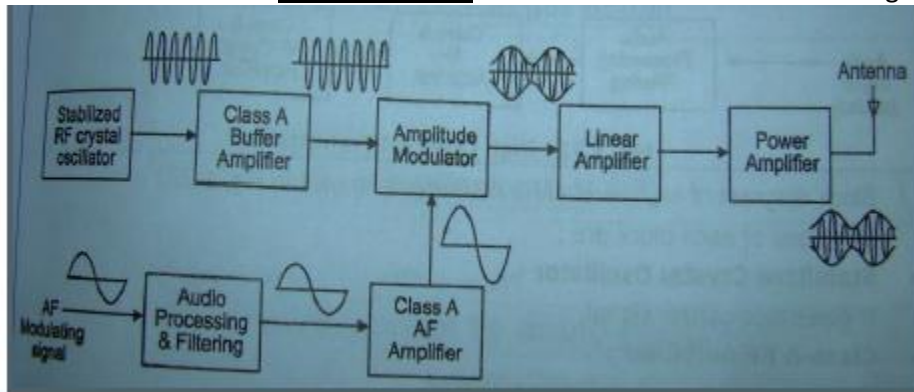 Stabilized
RF crystal
oscillator
Class A
Buffer
Amplifier
Amplitude
Modulator
Linear
Amplifier
Power
Amplifier
Antenna
AF
Modulating
signal
Audio
Processing
& Filtering
Class A
AF
Amplifier